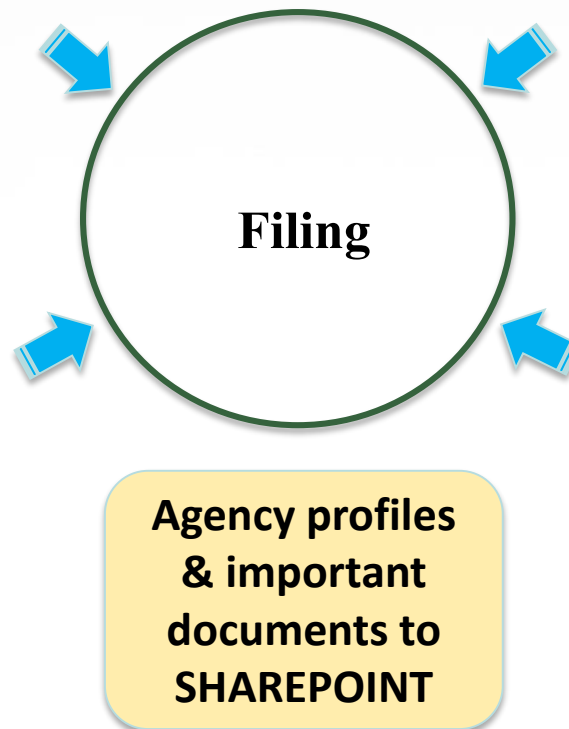 Filing
Agency profiles
& important
documents to
SHAREPOINT